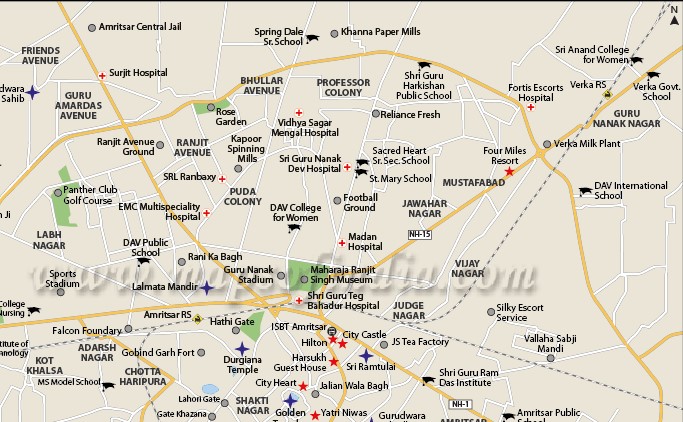 Amritsar Central Jail
Spring Dale
Sr. School
Khanna Paper Mills
N
FRIENDS
AVENUE
Sri Anand College
for Women
Surjit Hospital
BHULLAR
AVENUE
PROFESSOR
COLONY
Shri Guru
Harkishan
Public School
Fortis Escorts
Hospital
Verka RS
Verka Govt.
School
Sahib
GURU
AMARDAS
AVENUE
Rose
Garden
Vidhya Sagar
Mengal Hospital
Reliance Fresh
GURU
NANAK NAGAR
Ranjit Avenue
Ground
RANJIT
AVENUE
Kapoor
Spinning
Mills
Sri Guru Nanak
Dev Hospital
Sacred Heart
Sr. Sec. School
St. Mary School
Four Miles
Resort
Verka Milk Plant
SRL Ranbaxy
MUSTAFABAD
Panther Club
Golf Course
PUDA
COLONY
DAV International
School
EMC Multispeciality
Hospital
DAV College
for Women
Football
Ground
JAWAHAR
NAGAR
NH-15
LABH
NAGAR
DAV Public
School
Madan
Hospital
Rani Ka Bagh
VIJAY
NAGAR
Sports
Stadium
Guru Nanak
Stadium
Maharaja Ranjit
Singh Museum
www.mapsofindia.com
Lalmata Mandir
Shri Guru Teg
Bahadur Hospital
JUDGE
NAGAR
Silky Escort
Service
College
Nursing
Amritsar RS
Hathi Gate
ISBT Amritsar
City Castle
Falcon Foundary
Hilton
JS Tea Factory
Vallaha Sabji
Mandi
Institute of
ADARSH
NAGAR
Gobind Garh Fort
Durgiana
Temple
Harsukh
Guest House
Sri Ramtulai
KOT
KHALSA
CHOTTA
HARIPURA
MS Model School
City Heart
Jalian Wala Bagh
Shri Guru Ram
Das Institute
Lahori Gate
SHAKTI
NAGAR
Gate Khazana
Golden
Yatri Niwas
Gurudwara
NH-1
Amritsar Public